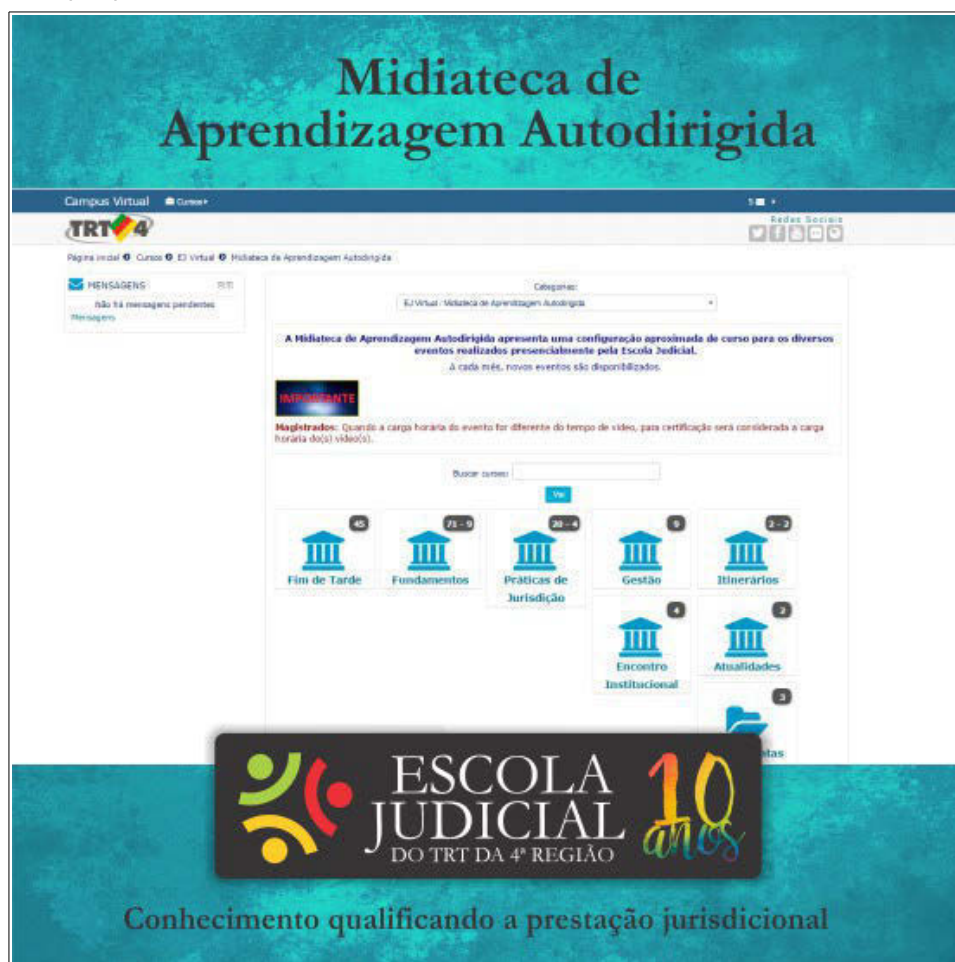 Midiateca de
Aprendizagem Autodirigida
Campus Virtual Cursos
5
TRT 4
Redes Sociais
Página inicial Cursos EJ Virtual Midiateca de Aprendizagem Autodirigida
MENSAGENS
Não há mensagens pendentes
Mensagens
Categorias:
EJ Virtual: Midiateca de Aprendizagem Autodirigida
A Midiateca de Aprendizagem Autodirigida apresenta uma configuração aproximada de curso para os diversos
eventos realizados presencialmente pela Escola Judicial.
A cada mês, novos eventos são disponibilizados.
IMPORTANTE
Magistrados: Quando a carga horária do evento for diferente do tempo de vídeo, para certificação será considerada a carga
horária do(s) vídeo(s).
Buscar cursos:
45
Fim de Tarde
71 - 9
Fundamentos
20 - 4
Práticas de
Jurisdição
9
Gestão
2 - 2
Itinerários
4
Encontro
Institucional
2
Atualidades
3
ESCOLA
JUDICIAL
DO TRT DA 4ª REGIÃO
10
anos
Conhecimento qualificando a prestação jurisdicional